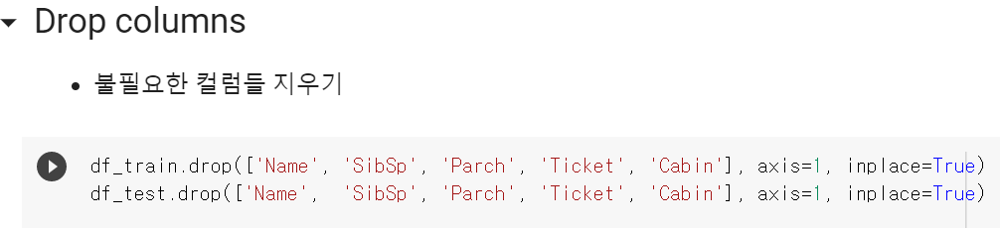 Drop columns
불필요한 컬럼들 지우기
df_train.drop(['Name', 'SibSp', 'Parch', 'Ticket', 'Cabin'], axis=1, inplace=True)
df_test.drop(['Name',  'SibSp', 'Parch', 'Ticket', 'Cabin'], axis=1, inplace=True)